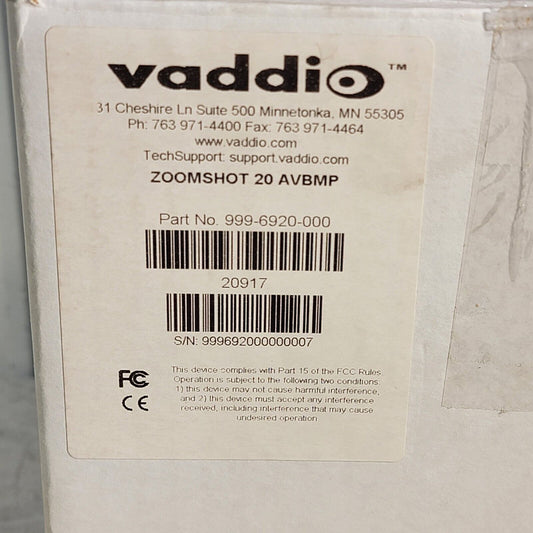 vaddio™
31 Cheshire Ln Suite 500 Minnetonka, MN 55305
Ph: 763 971-4400 Fax: 763 971-4464
www.vaddio.com
TechSupport: support.vaddio.com
ZOOMSHOT 20 AVBMP
Part No. 999-6920-000
20917
S/N: 999692000000007
FC
CE
This device complies with Part 15 of the FCC Rules
Operation is subject to the following two conditions:
1) this device may not cause harmful interference,
and 2) this device must accept any interference
received, including interference that may cause
undesired operation